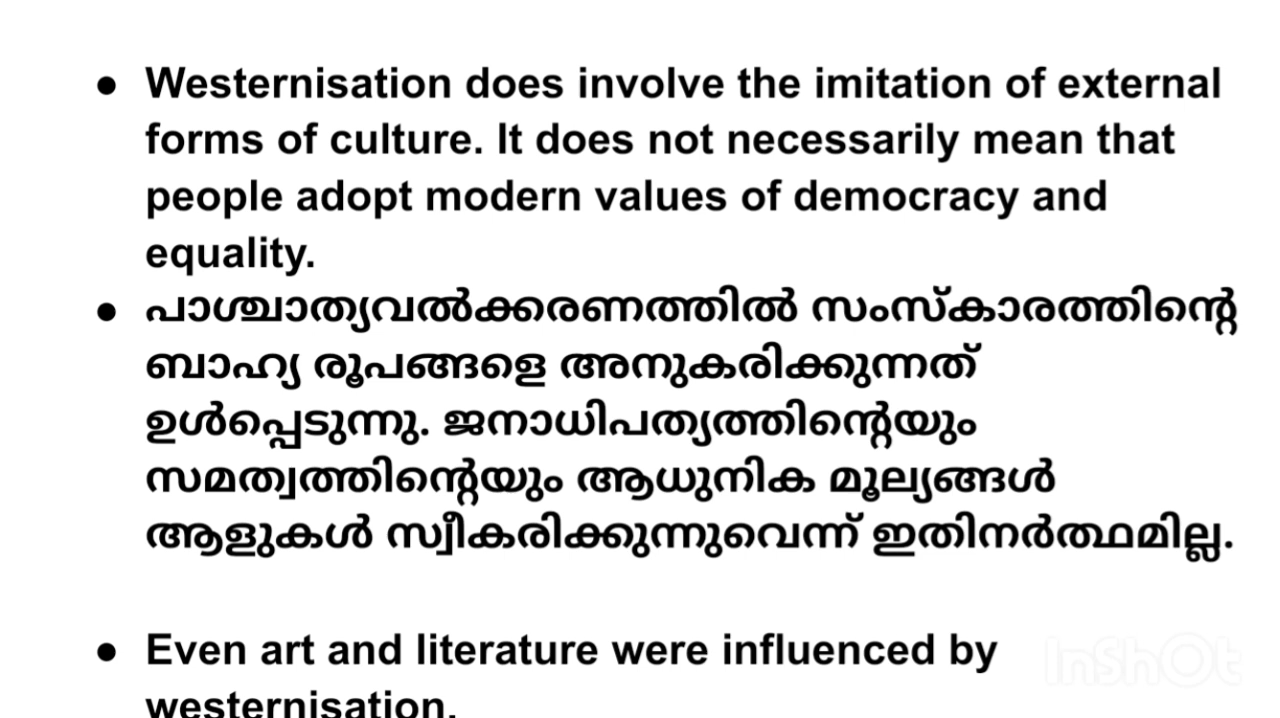 ● Westernisation does involve the imitation of external
forms of culture. It does not necessarily mean that
people adopt modern values of democracy and
equality.
● പാശ്ചാത്യവൽക്കരണത്തിൽ സംസ്കാരത്തിന്റെ
ബാഹ്യ രൂപങ്ങളെ അനുകരിക്കുന്നത്
ഉൾപ്പെടുന്നു. ജനാധിപത്യത്തിന്റെയും
സമത്വത്തിന്റെയും ആധുനിക മൂല്യങ്ങൾ
ആളുകൾ സ്വീകരിക്കുന്നുവെന്ന് ഇതിനർത്ഥമില്ല.
● Even art and literature were influenced by
westernisation.
InShOt